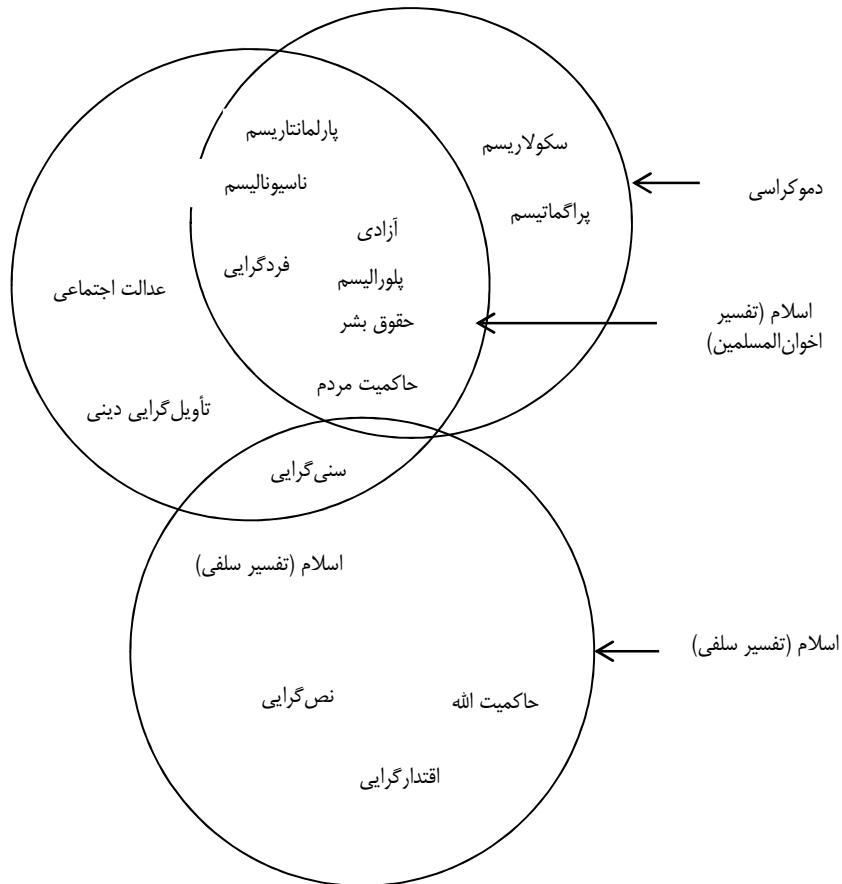 پارلمانتاریسم
سکولاریسم
ناسیونالیسم
دموکراسی
پراگماتیسم
آزادی
فردگرایی
پلورالیسم
عدالت اجتماعی
حقوق بشر
اسلام (تفسیر
اخوان‌المسلمین)
حاکمیت مردم
تأویل‌گرایی دینی
سنی‌گرایی
اسلام (تفسیر سلفی)
اسلام (تفسیر سلفی)
نص‌گرایی
حاکمیت الله
اقتدارگرایی